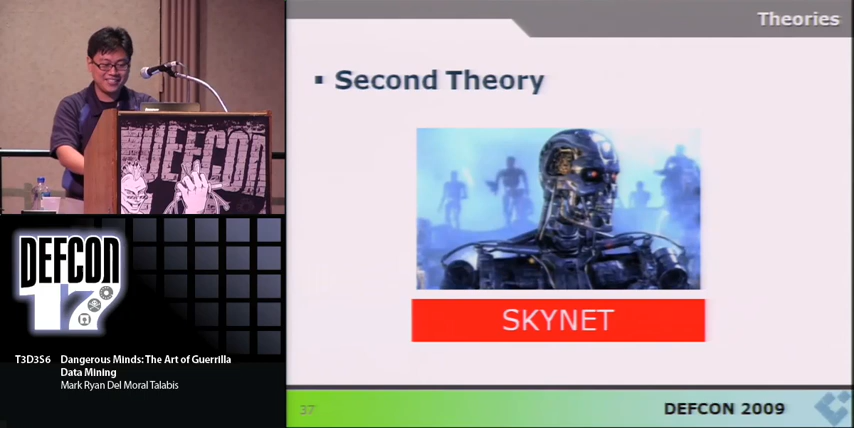 Theories
▪ Second Theory
SKYNET
37
DEFCON 2009
DEFCON
DEFCON
17
T3D3S6 Dangerous Minds: The Art of Guerrilla
Data Mining
Mark Ryan Del Moral Talabis